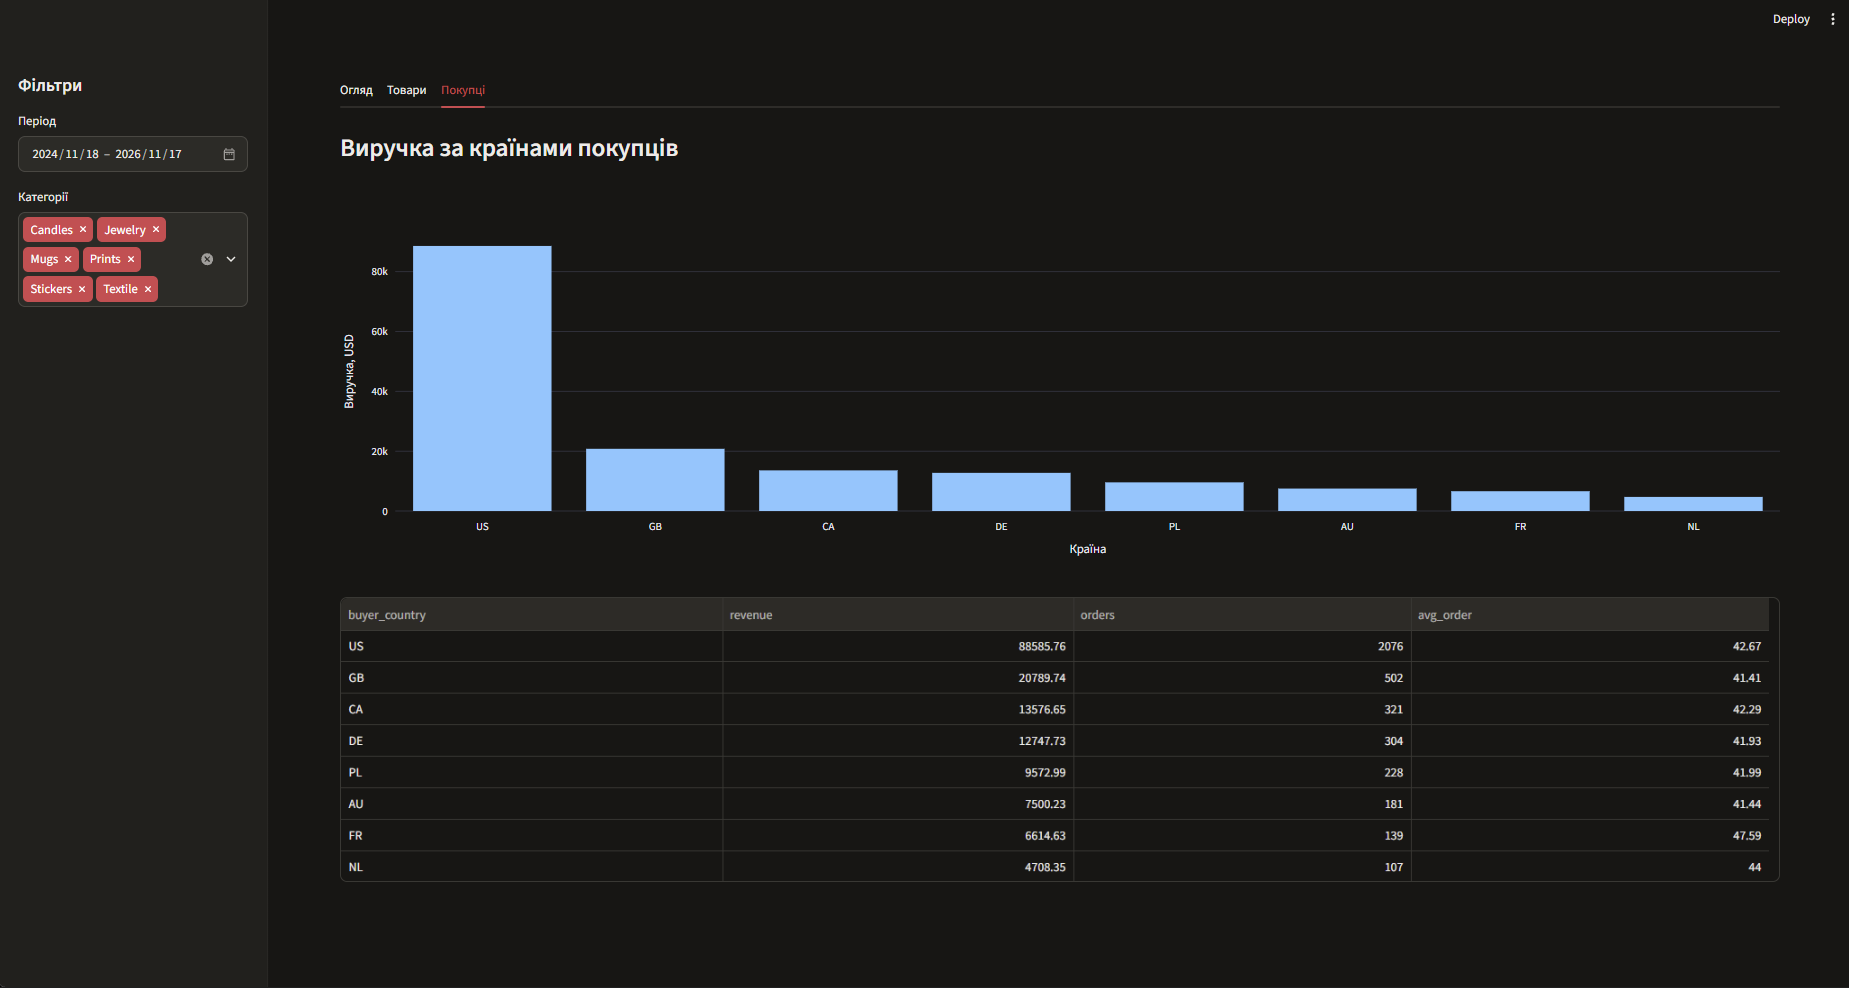 Deploy
Фільтри
Період
2024/11/18 – 2026/11/17
Категорії
Candles × Jewelry ×
Mugs × Prints ×
Stickers × Textile ×
Огляд Товари Покупці
Виручка за країнами покупців
Виручка, USD
80k
60k
40k
20k
0
US GB CA DE PL AU FR NL
Країна
buyer_country revenue orders avg_order
US 88585.76 2076 42.67
GB 20789.74 502 41.41
CA 13576.65 321 42.29
DE 12747.73 304 41.93
PL 9572.99 228 41.99
AU 7500.23 181 41.44
FR 6614.63 139 47.59
NL 4708.35 107 44